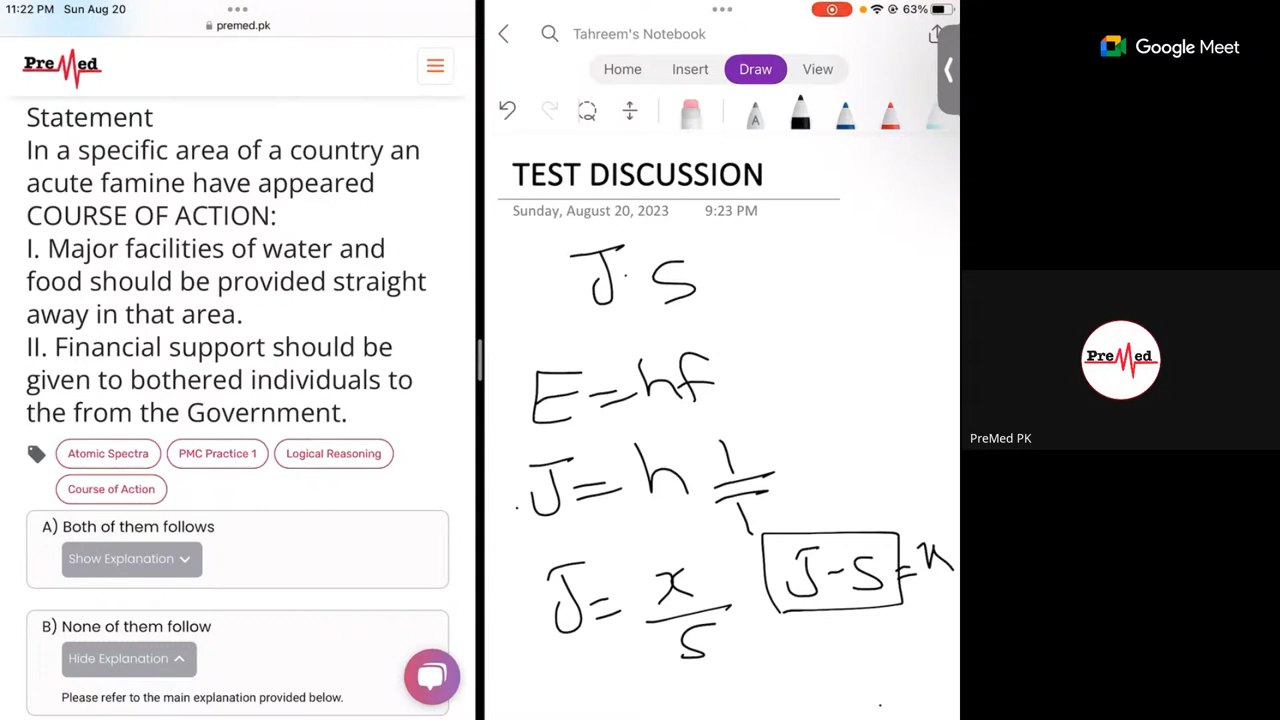 11:22 PM Sun Aug 20
premed.pk
PreMed
Statement
In a specific area of a country an
acute famine have appeared
COURSE OF ACTION:
I. Major facilities of water and
food should be provided straight
away in that area.
II. Financial support should be
given to bothered individuals to
the from the Government.
Atomic Spectra
PMC Practice 1
Logical Reasoning
Course of Action
A) Both of them follows
Show Explanation
B) None of them follow
Hide Explanation
Please refer to the main explanation provided below.
63%
Tahreem's Notebook
Home Insert Draw View
A
TEST DISCUSSION
Sunday, August 20, 2023 9:23 PM
J·s
E=hf
J=h 1/
J=x/s
J-s=x
Google Meet
PreMed
PreMed PK